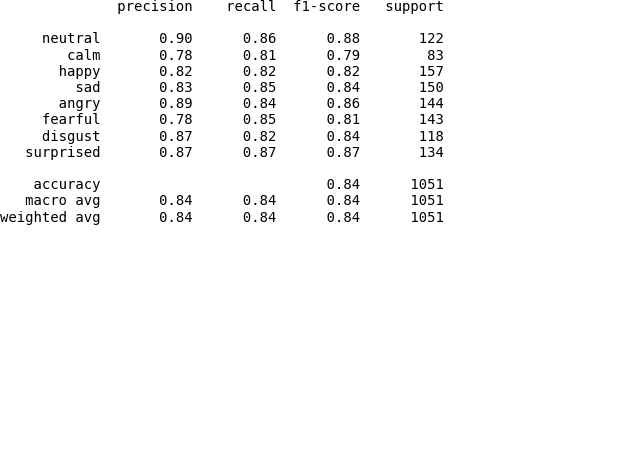 precision recall f1-score support
neutral 0.90 0.86 0.88 122
calm 0.78 0.81 0.79 83
happy 0.82 0.82 0.82 157
sad 0.83 0.85 0.84 150
angry 0.89 0.84 0.86 144
fearful 0.78 0.85 0.81 143
disgust 0.87 0.82 0.84 118
surprised 0.87 0.87 0.87 134
accuracy 0.84 1051
macro avg 0.84 0.84 0.84 1051
weighted avg 0.84 0.84 0.84 1051